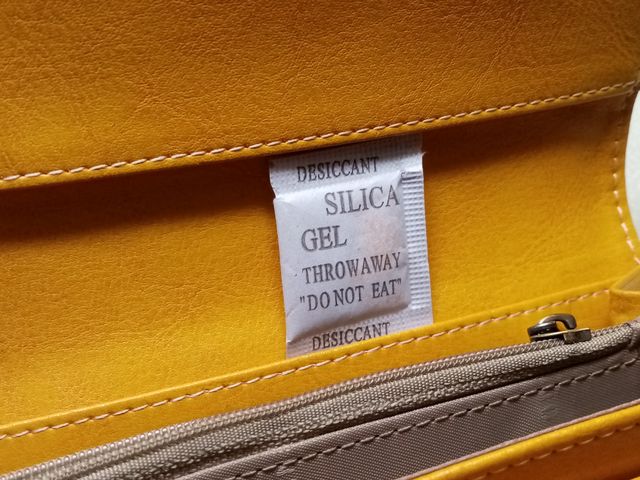 DESICCANT
SILICA
GEL
THROWAWAY
"DO NOT EAT"
DESICCANT